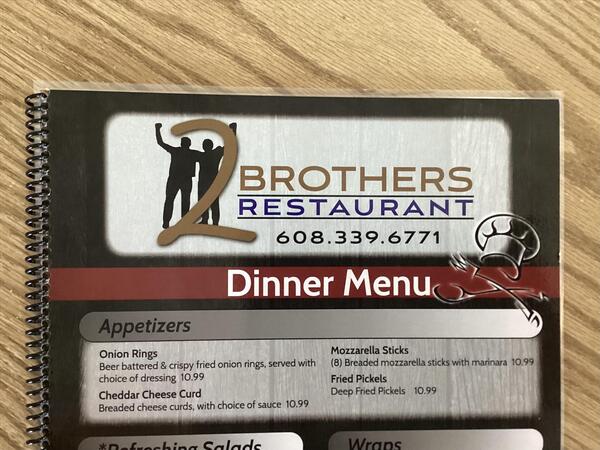 2 BROTHERS
RESTAURANT
608.339.6771
Dinner Menu
Appetizers
Onion Rings
Beer battered & crispy fried onion rings, served with
choice of dressing 10.99
Cheddar Cheese Curd
Breaded cheese curds, with choice of sauce 10.99
Mozzarella Sticks
(8) Breaded mozzarella sticks with marinara 10.99
Fried Pickels
Deep Fried Pickels 10.99
*Refreshing Salads
Wraps